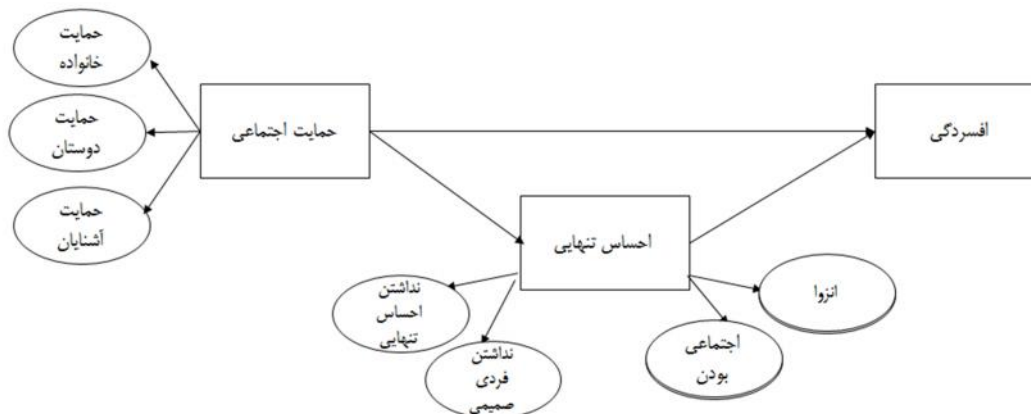 حمایت
خانواده
حمایت
دوستان
حمایت
آشنایان
حمایت اجتماعی
افسردگی
احساس تنهایی
نداشتن
احساس
تنهایی
نداشتن
فردی
صمیمی
اجتماعی
بودن
انزوا